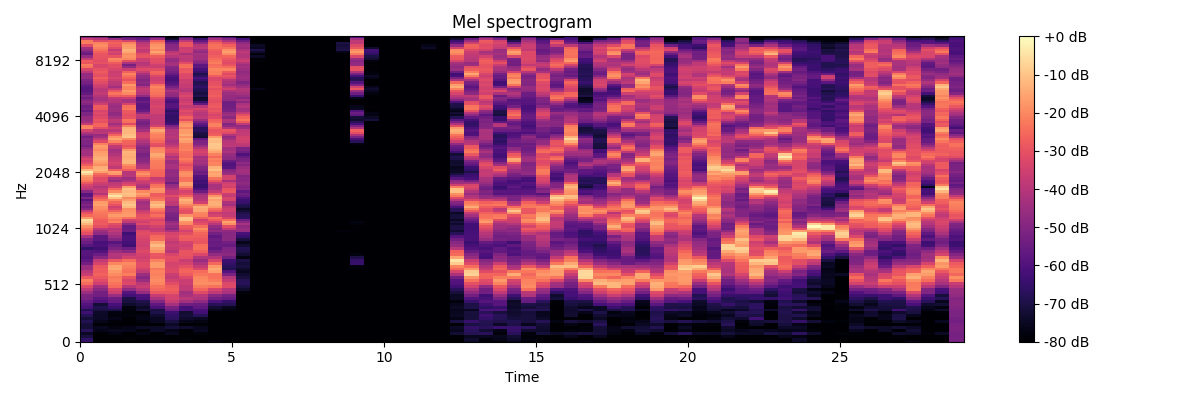 Mel spectrogram
Hz
8192
4096
2048
1024
512
0
0 5 10 15 20 25
Time
+0 dB
-10 dB
-20 dB
-30 dB
-40 dB
-50 dB
-60 dB
-70 dB
-80 dB